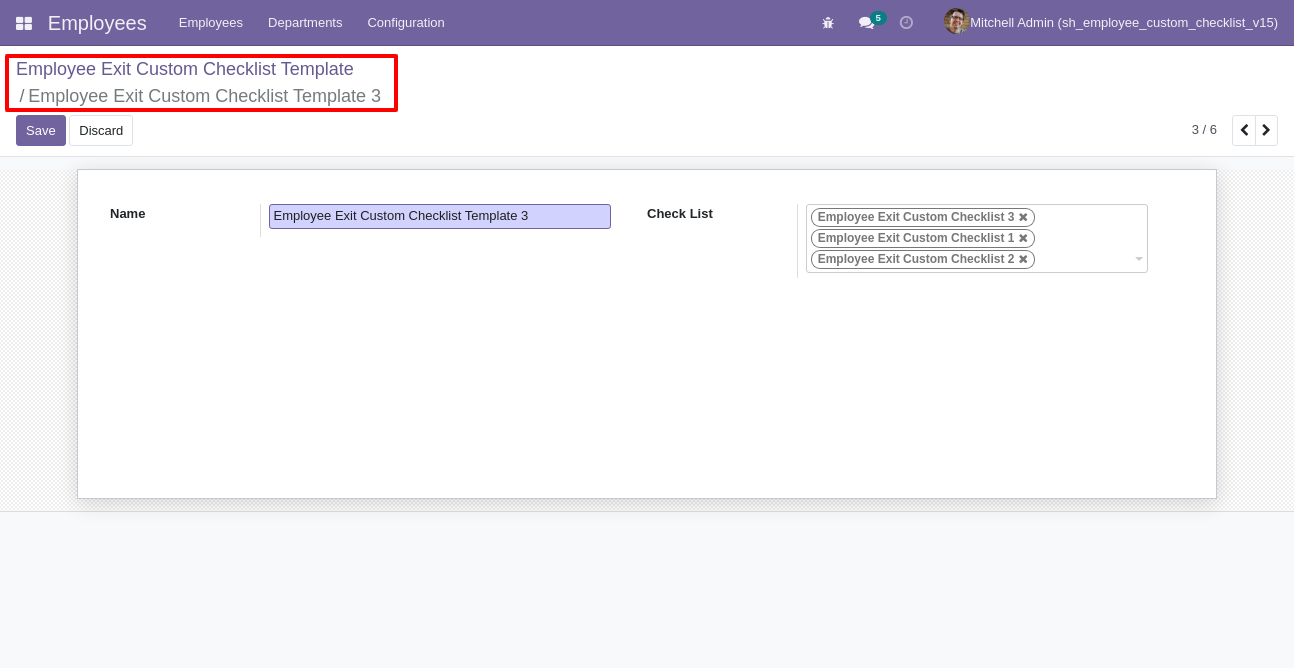 Employees Employees Departments Configuration 5 Mitchell Admin (sh_employee_custom_checklist_v15)
Employee Exit Custom Checklist Template
/ Employee Exit Custom Checklist Template 3
Save Discard 3 / 6
Name Employee Exit Custom Checklist Template 3 Check List Employee Exit Custom Checklist 3
Employee Exit Custom Checklist 1
Employee Exit Custom Checklist 2